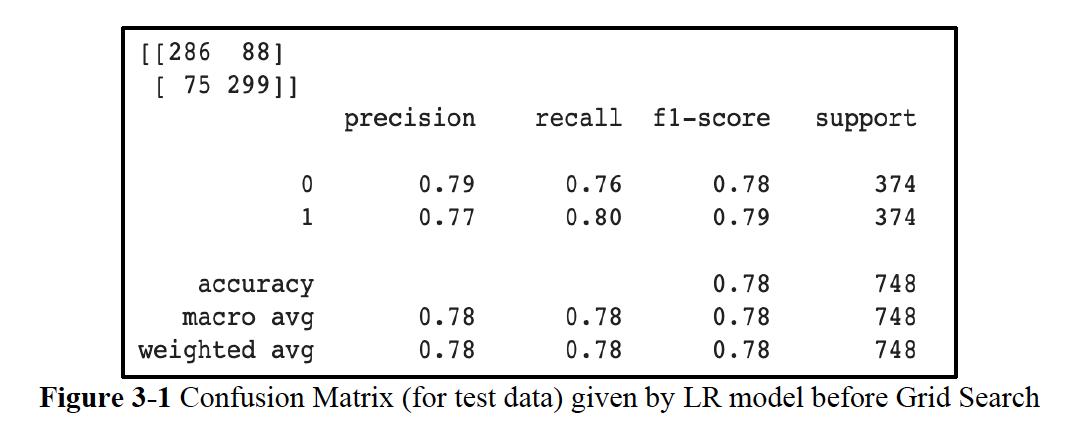 [[286 88]
[ 75 299]]
precision recall f1-score support
0 0.79 0.76 0.78 374
1 0.77 0.80 0.79 374
accuracy 0.78 748
macro avg 0.78 0.78 0.78 748
weighted avg 0.78 0.78 0.78 748
Figure 3-1 Confusion Matrix (for test data) given by LR model before Grid Search